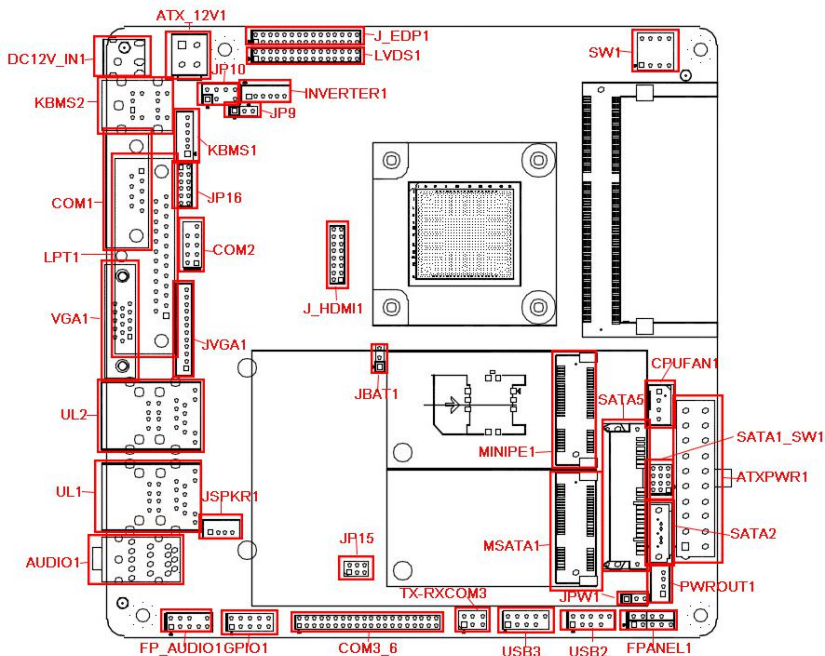 ATX_12V1
J_EDP1
DC12V_IN1
LVDS1
SW1
JP10
KBMS2
INVERTER1
JP9
KBMS1
COM1
JP16
LPT1
COM2
VGA1
J_HDMI1
JVGA1
JBAT1
CPUFAN1
UL2
SATA5
SATA1_SW1
MINIPE1
ATXPWR1
UL1
JSPKR1
SATA2
MSATA1
JP15
AUDIO1
PWROUT1
TX-RXCOM3
JPW1
FP_AUDIO1
GPIO1
COM3_6
USB3
USB2
FPANEL1